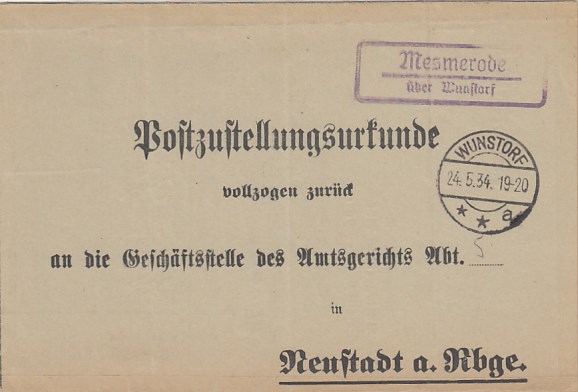 Mesmerode
über Wunstorf
Postzustellungsurkunde
WUNSTORF
24.5.34. 19-20
* * a
vollzogen zurück
an die Geschäftsstelle des Amtsgerichts Abt. 5
in
Neustadt a. Rbge.